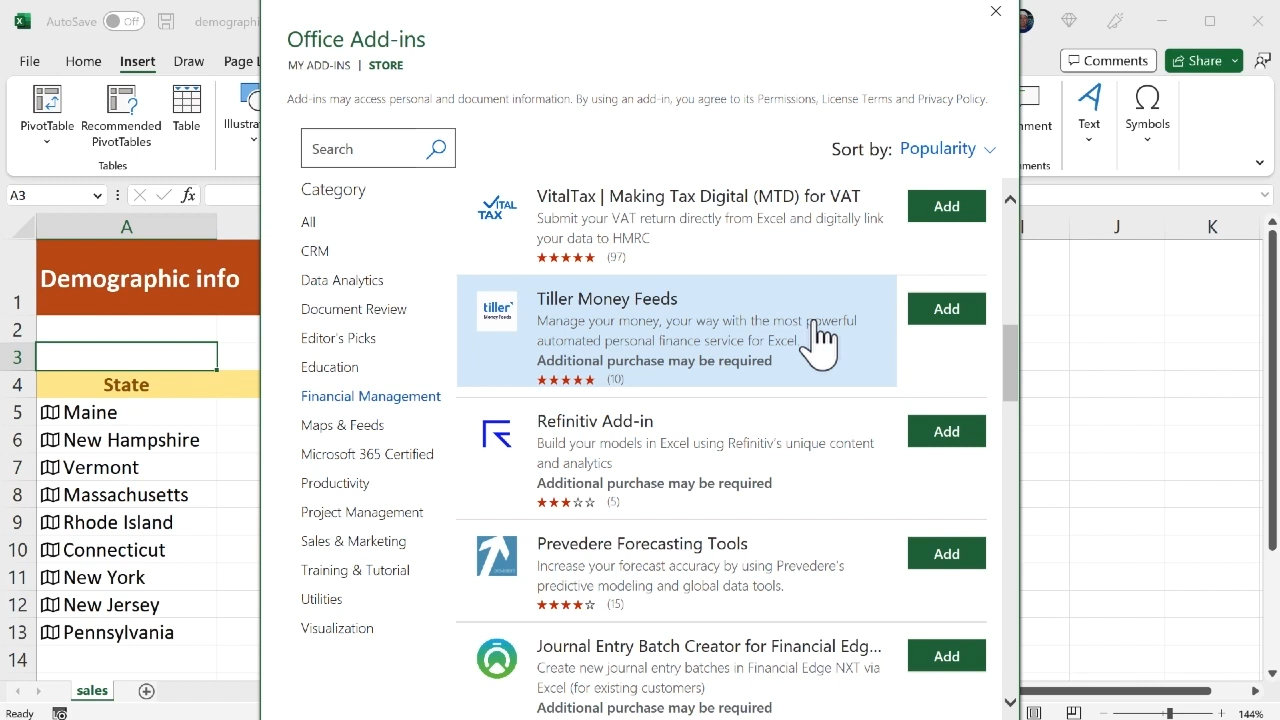 AutoSave
Off
demographi
File
Home
Insert
Draw
Page L
Comments
Share
PivotTable
Recommended
PivotTables
Table
Illustra
Tables
mment
ments
Text
Symbols
A3
fx
Office Add-ins
MY ADD-INS | STORE
Add-ins may access personal and document information. By using an add-in, you agree to its Permissions, License Terms and Privacy Policy.
Search
Sort by: Popularity
Category
All
CRM
Data Analytics
Document Review
Editor's Picks
Education
Financial Management
Maps & Feeds
Microsoft 365 Certified
Productivity
Project Management
Sales & Marketing
Training & Tutorial
Utilities
Visualization
VITAL
TAX
VitalTax | Making Tax Digital (MTD) for VAT
Submit your VAT return directly from Excel and digitally link
your data to HMRC
(97)
Add
tiller
Money Feeds
Tiller Money Feeds
Manage your money, your way with the most powerful
automated personal finance service for Excel.
Additional purchase may be required
(10)
Add
Refinitiv Add-in
Build your models in Excel using Refinitiv's unique content
and analytics
Additional purchase may be required
(5)
Add
Prevedere Forecasting Tools
Increase your forecast accuracy by using Prevedere's
predictive modeling and global data tools.
(15)
Add
Journal Entry Batch Creator for Financial Edg...
Create new journal entry batches in Financial Edge NXT via
Excel (for existing customers)
Additional purchase may be required
Add
A
I
J
K
1 Demographic info
2
3
4 State
5 Maine
6 New Hampshire
7 Vermont
8 Massachusetts
9 Rhode Island
10 Connecticut
11 New York
12 New Jersey
13 Pennsylvania
14
sales
Ready
144%